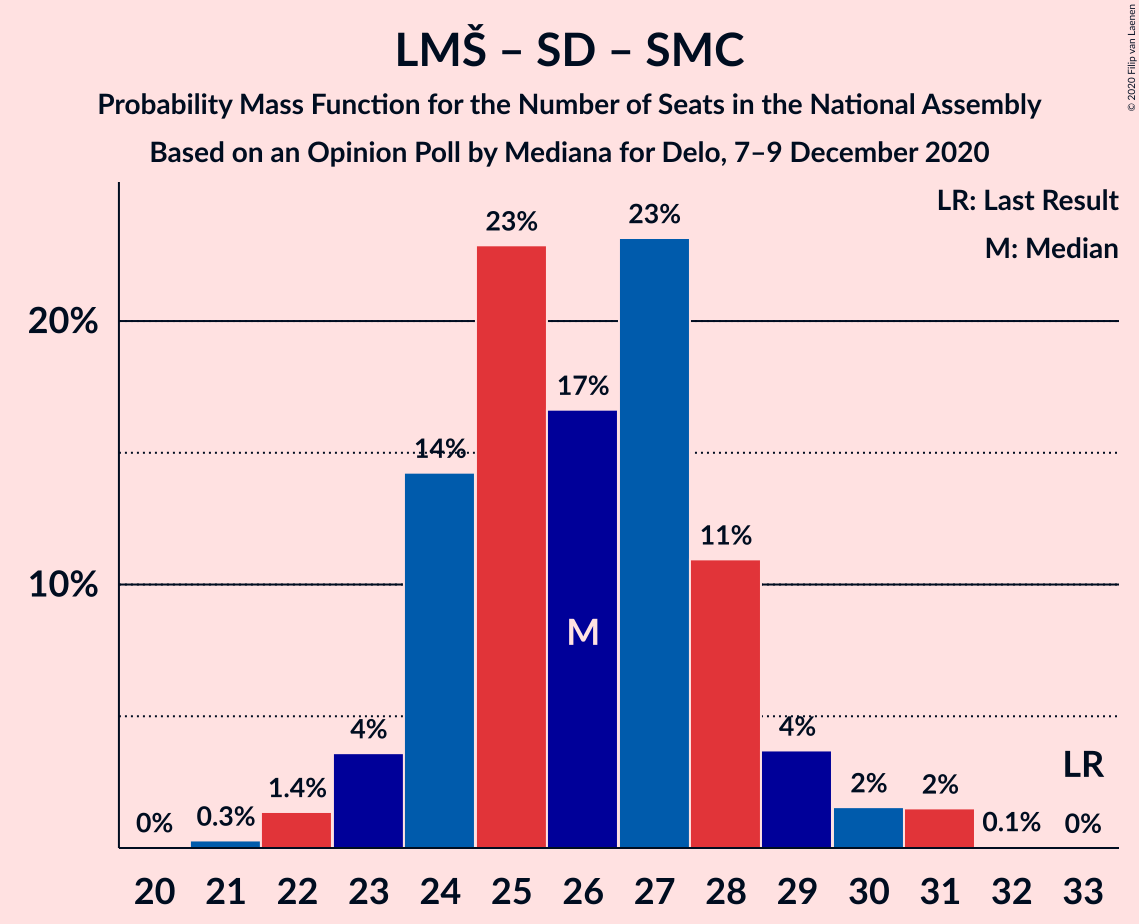 LMŠ – SD – SMC
Probability Mass Function for the Number of Seats in the National Assembly
Based on an Opinion Poll by Mediana for Delo, 7–9 December 2020
© 2020 Filip van Laenen
LR: Last Result
M: Median
20%
10%
0%
0.3%
1.4%
4%
14%
23%
17%
23%
11%
4%
2%
2%
0.1%
0%
M
LR
20 21 22 23 24 25 26 27 28 29 30 31 32 33